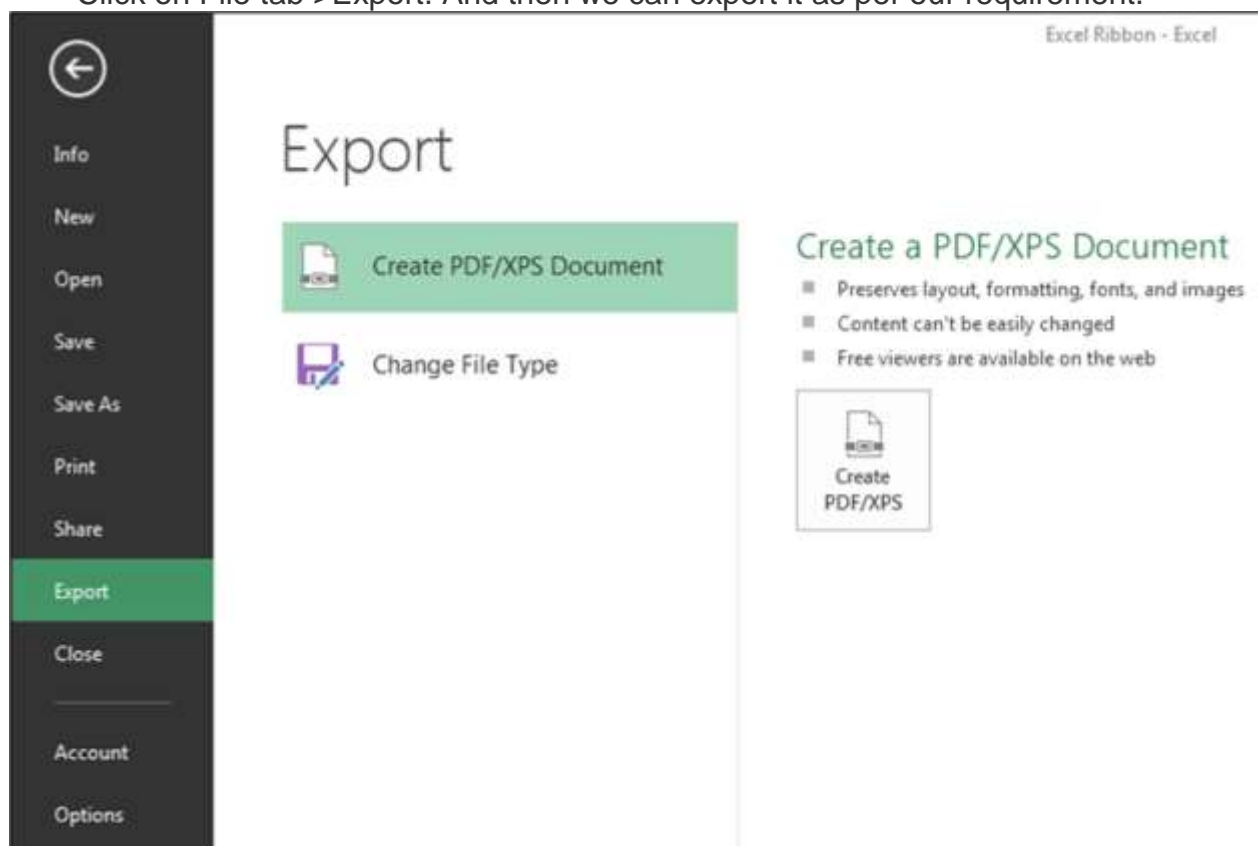 Click on File tab >Export. And then we can export it as per our requirement.
Excel Ribbon - Excel
Info
New
Open
Save
Save As
Print
Share
Export
Close
Account
Options
Export
Create PDF/XPS Document
Change File Type
Create a PDF/XPS Document
Preserves layout, formatting, fonts, and images
Content can't be easily changed
Free viewers are available on the web
Create
PDF/XPS